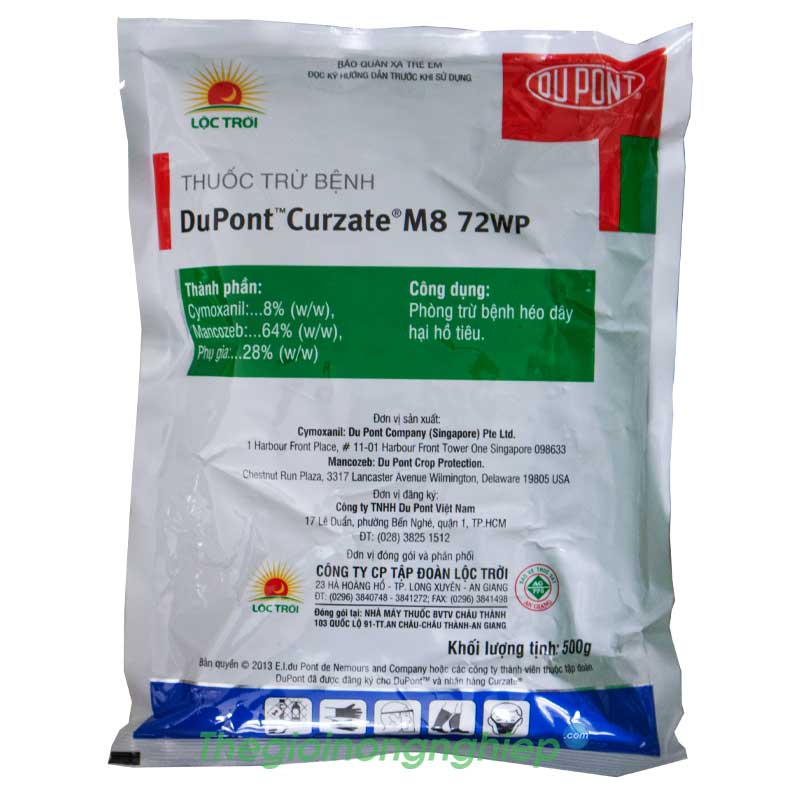 BẢO QUẢN XA TRẺ EM
ĐỌC KỸ HƯỚNG DẪN TRƯỚC KHI SỬ DỤNG
LỘC TRỜI
DU PONT®
THUỐC TRỪ BỆNH
DuPont™ Curzate® M8 72WP
Thành phần:
Cymoxanil:...8% (w/w),
Mancozeb:...64% (w/w),
Phụ gia:...28% (w/w)
Công dụng:
Phòng trừ bệnh héo dây
hại hồ tiêu.
Đơn vị sản xuất:
Cymoxanil: Du Pont Company (Singapore) Pte Ltd.
1 Harbour Front Place, # 11-01 Harbour Front Tower One Singapore 098633
Mancozeb: Du Pont Crop Protection.
Chestnut Run Plaza, 3317 Lancaster Avenue Wilmington, Delaware 19805 USA
Đơn vị đăng ký:
Công ty TNHH Du Pont Việt Nam
17 Lê Duẩn, phường Bến Nghé, quận 1, TP.HCM
ĐT: (028) 3825 1512
Đơn vị đóng gói và phân phối
LỘC TRỜI
CÔNG TY CP TẬP ĐOÀN LỘC TRỜI
23 HÀ HOÀNG HỔ - TP. LONG XUYÊN - AN GIANG
ĐT: (0296) 3840748 - 3841272; FAX: (0296) 3841498
Đóng gói tại: NHÀ MÁY THUỐC BVTV CHÂU THÀNH
103 QUỐC LỘ 91-TT.AN CHÂU-CHÂU THÀNH-AN GIANG
BẢO VỆ THỰC VẬT
AG
PPS
AN GIANG
Khối lượng tịnh: 500g
Bản quyền © 2013 E.I.du Pont de Nemours and Company hoặc các công ty thành viên thuộc tập đoàn
DuPont đã được đăng ký cho DuPont™ và nhãn hàng Curzate®
Thegioinongnghiep.com